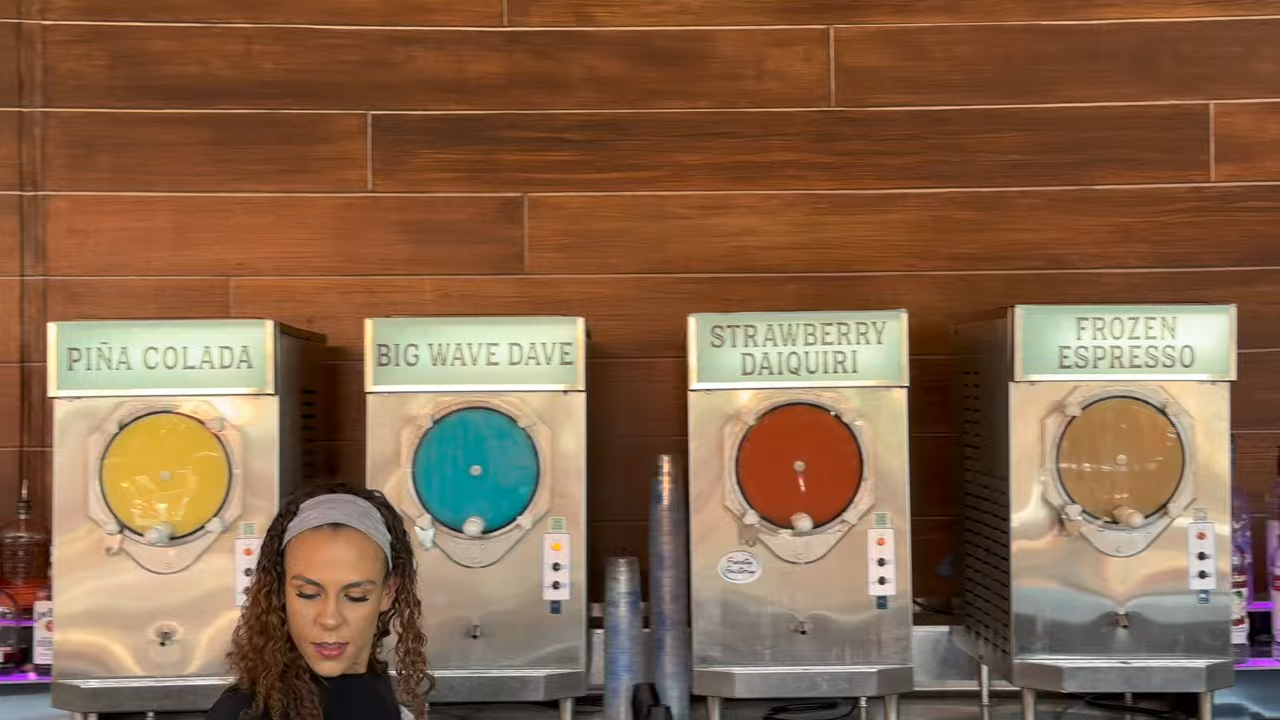 PIÑA COLADA
BIG WAVE DAVE
STRAWBERRY
DAIQUIRI
FROZEN
ESPRESSO